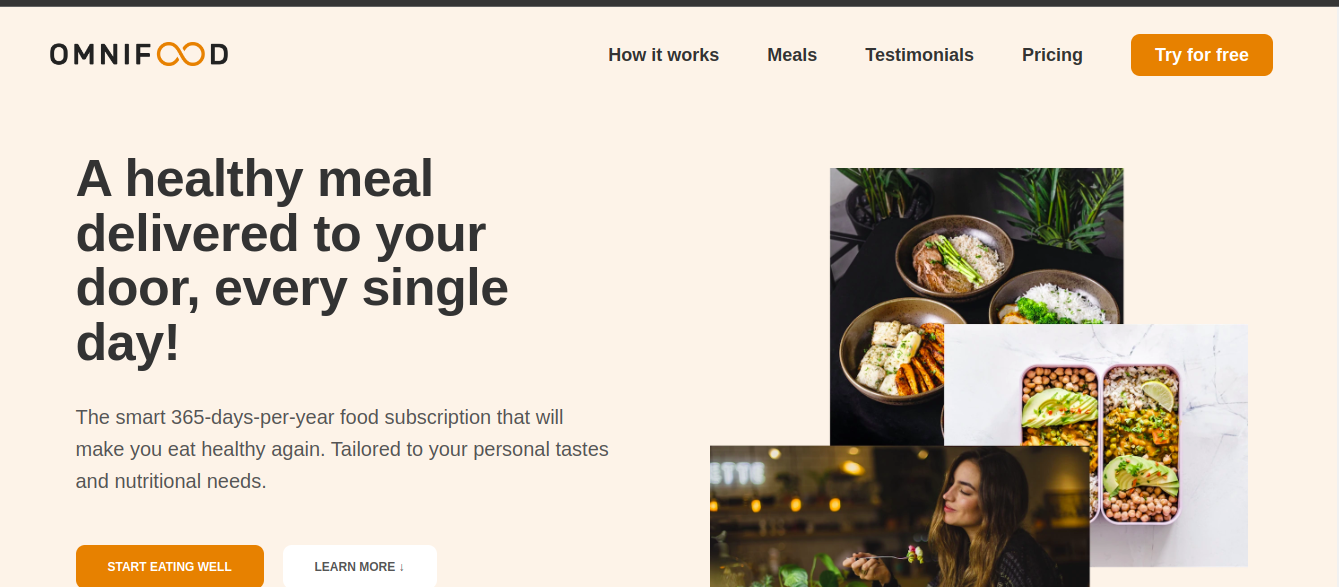 OMNIFOOD
How it works
Meals
Testimonials
Pricing
Try for free
A healthy meal
delivered to your
door, every single
day!
The smart 365-days-per-year food subscription that will
make you eat healthy again. Tailored to your personal tastes
and nutritional needs.
START EATING WELL
LEARN MORE ↓